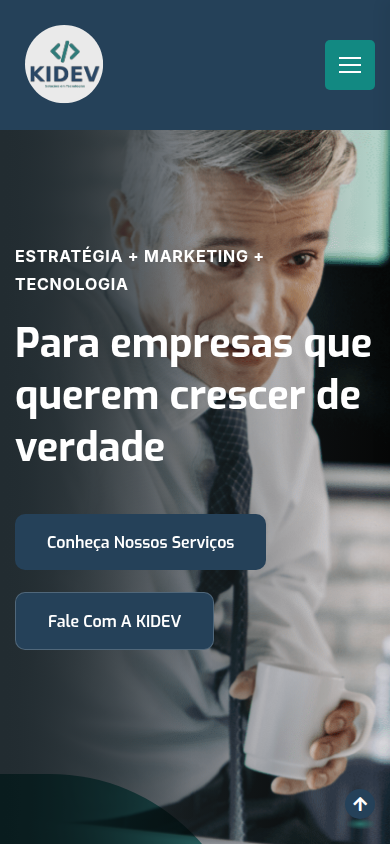 </>
KIDEV
ESTRATÉGIA + MARKETING +
TECNOLOGIA
Para empresas que
querem crescer de
verdade
Conheça Nossos Serviços
Fale Com A KIDEV